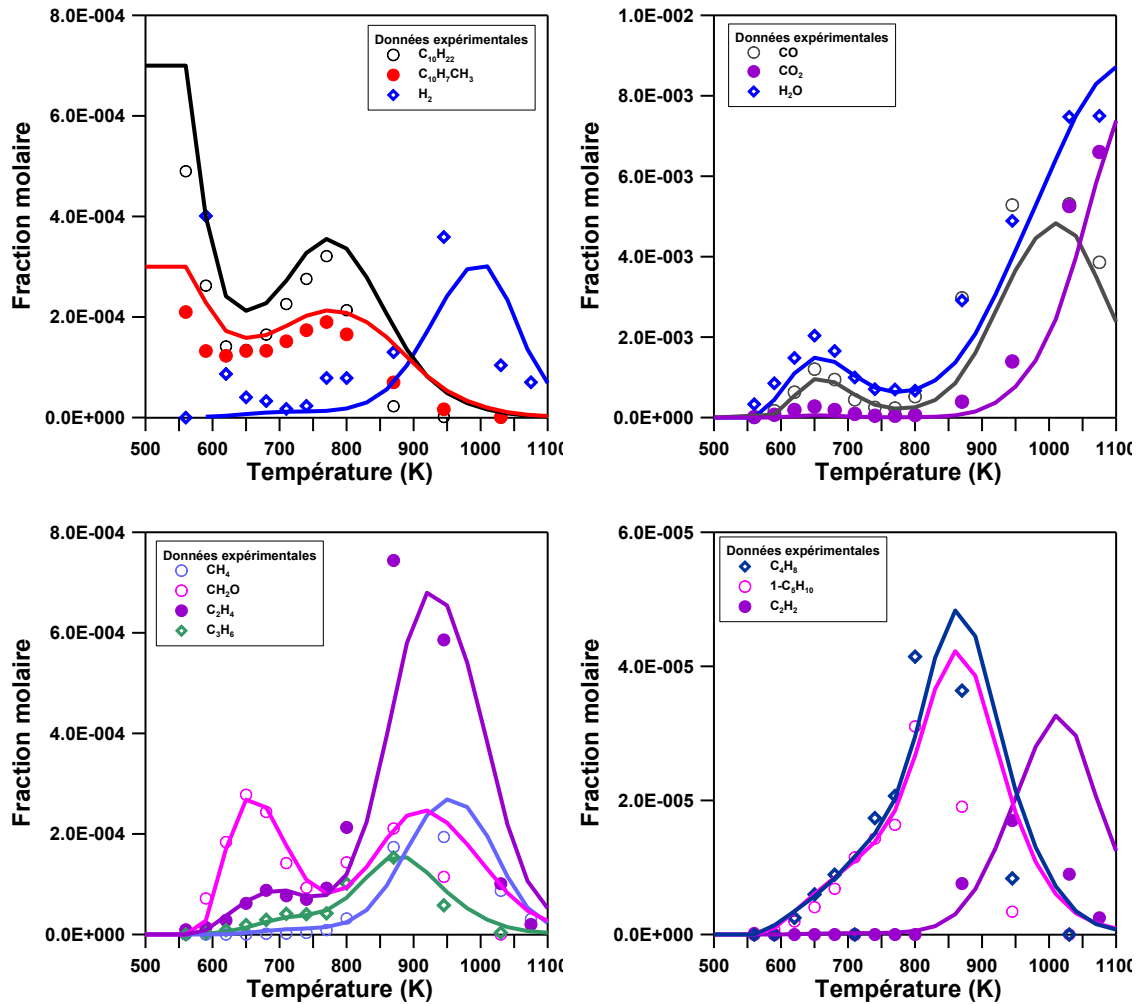 Données expérimentales
C10H22
C10H7CH3
H2
8.0E-004
6.0E-004
4.0E-004
2.0E-004
0.0E+000
Fraction molaire
500 600 700 800 900 1000 1100
Température (K)
Données expérimentales
CO
CO2
H2O
1.0E-002
8.0E-003
6.0E-003
4.0E-003
2.0E-003
0.0E+000
Fraction molaire
500 600 700 800 900 1000 1100
Température (K)
Données expérimentales
CH4
CH2O
C2H4
C3H6
8.0E-004
6.0E-004
4.0E-004
2.0E-004
0.0E+000
Fraction molaire
500 600 700 800 900 1000 1100
Température (K)
Données expérimentales
C4H8
1-C5H10
C2H2
6.0E-005
4.0E-005
2.0E-005
0.0E+000
Fraction molaire
500 600 700 800 900 1000 1100
Température (K)